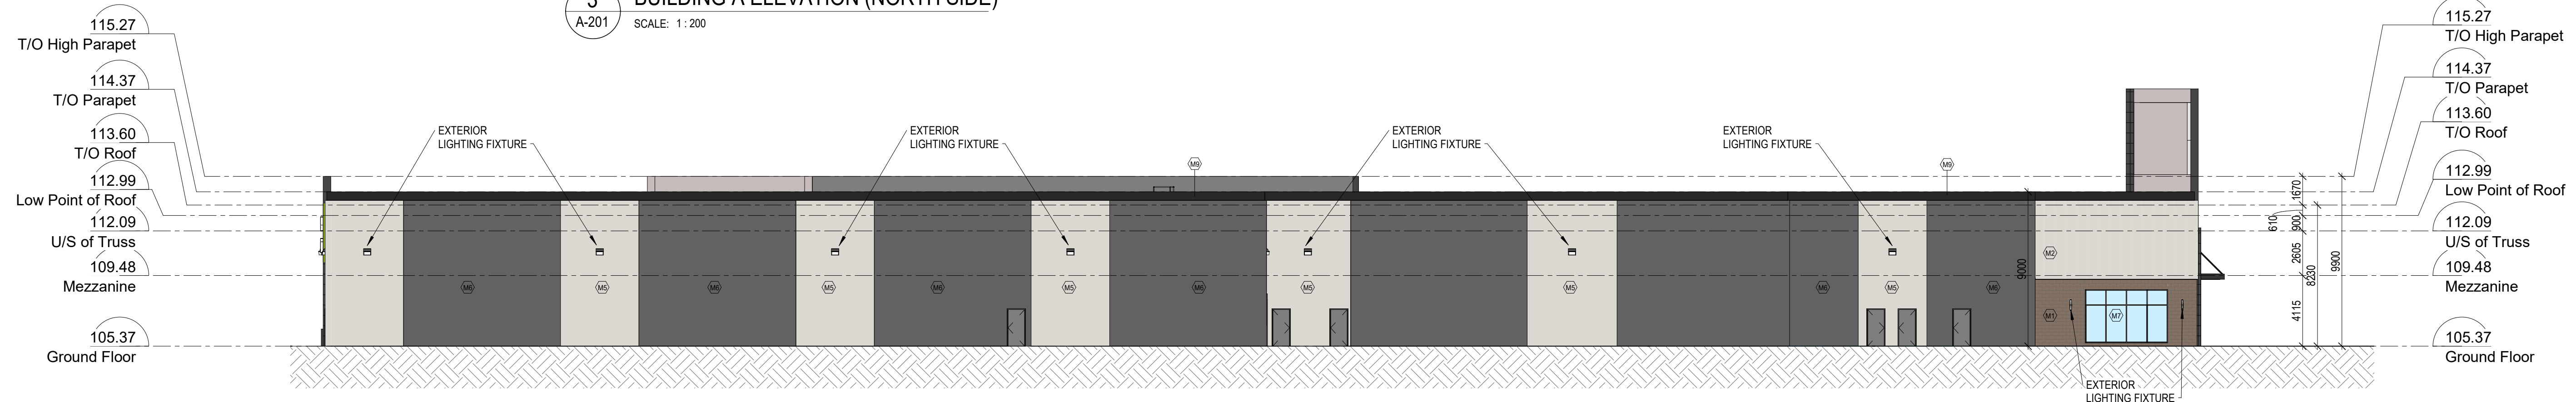 3
A-201
BUILDING A ELEVATION (NORTH SIDE)
SCALE: 1 : 200
115.27
T/O High Parapet
114.37
T/O Parapet
113.60
T/O Roof
112.99
Low Point of Roof
112.09
U/S of Truss
109.48
Mezzanine
105.37
Ground Floor
EXTERIOR
LIGHTING FIXTURE
EXTERIOR
LIGHTING FIXTURE
EXTERIOR
LIGHTING FIXTURE
EXTERIOR
LIGHTING FIXTURE
M9
M9
M6
M5
M6
M5
M6
M5
M6
M5
M5
M6
M5
M6
M2
M1
M7
EXTERIOR
LIGHTING FIXTURE
9000
1670
610
900
2605
4115
8230
9900
115.27
T/O High Parapet
114.37
T/O Parapet
113.60
T/O Roof
112.99
Low Point of Roof
112.09
U/S of Truss
109.48
Mezzanine
105.37
Ground Floor